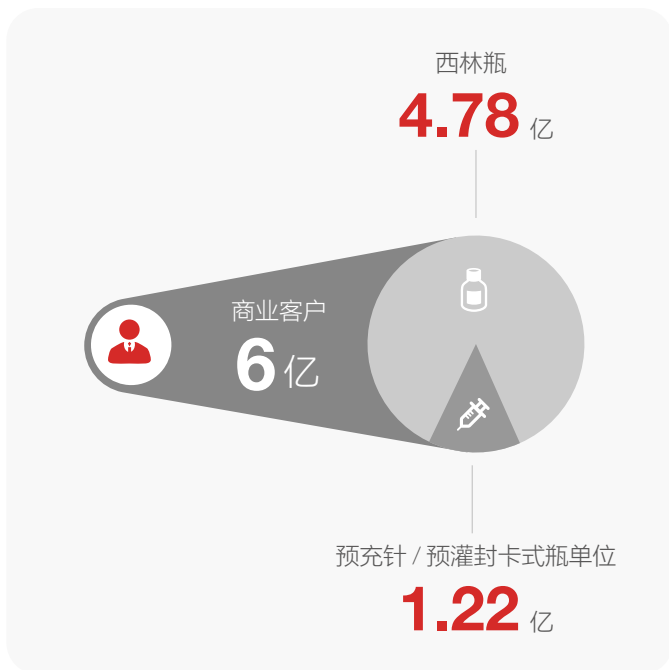 西林瓶
4.78 亿
商业客户
6 亿
预充针 / 预灌封卡式瓶单位
1.22 亿